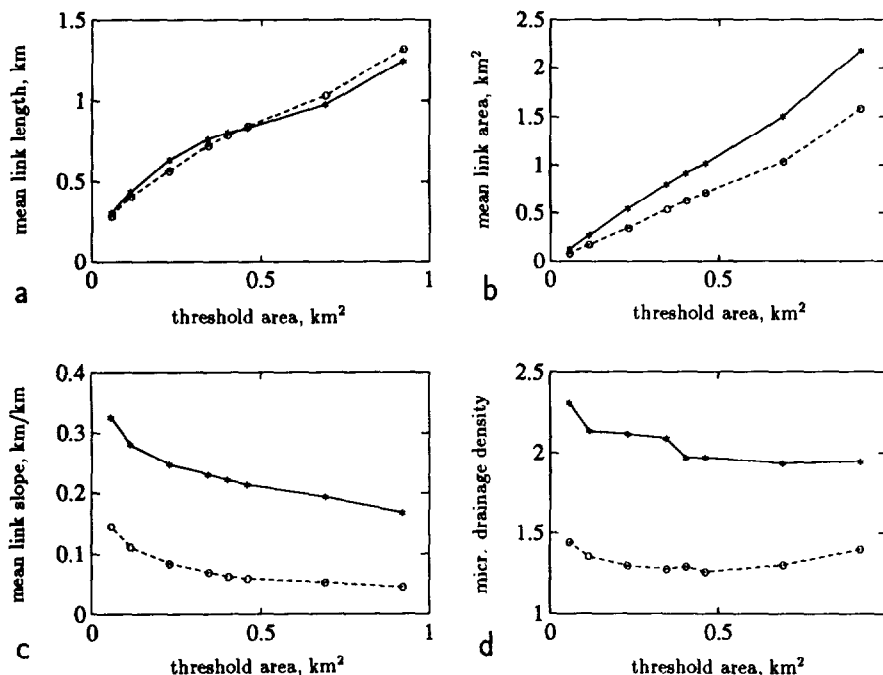 1.5
1
0.5
0
mean link length, km
0
0.5
1
threshold area, km²
a
2.5
2
1.5
1
0.5
0
mean link area, km²
0
0.5
threshold area, km²
b
0.4
0.3
0.2
0.1
0
mean link slope, km/km
0
0.5
1
threshold area, km²
c
2.5
2
1.5
1
micr. drainage density
0
0.5
threshold area, km²
d